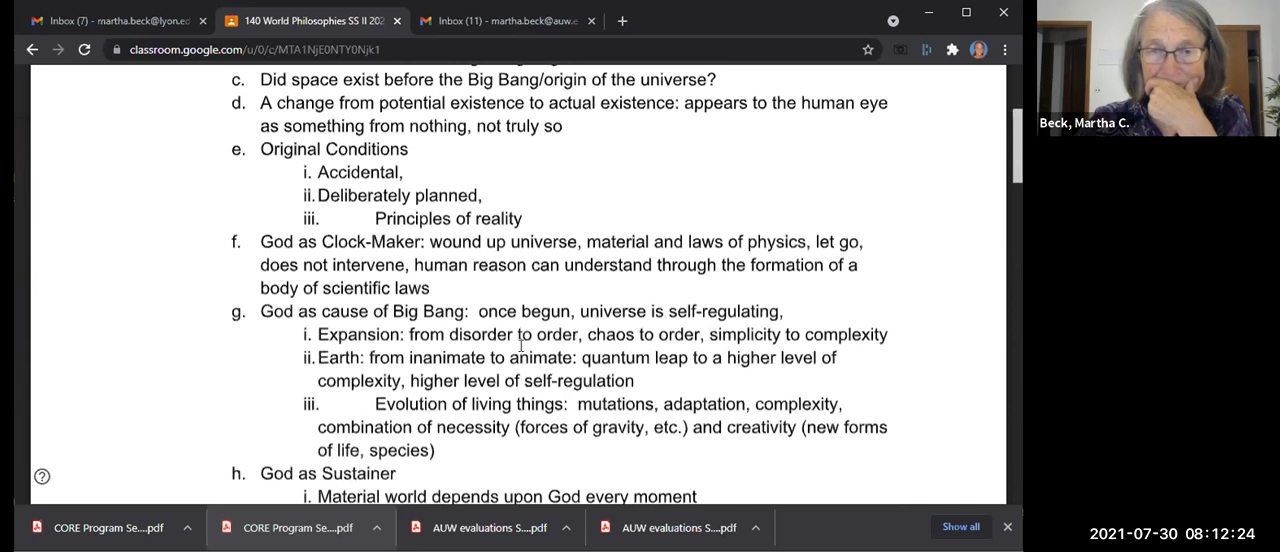 Inbox (7) - martha.beck@lyon.ed
140 World Philosophies SS II 202
Inbox (11) - martha.beck@auw.e
classroom.google.com/u/0/c/MTA1NjE0NTY0Njk1
c. Did space exist before the Big Bang/origin of the universe?
d. A change from potential existence to actual existence: appears to the human eye
as something from nothing, not truly so
e. Original Conditions
i. Accidental,
ii. Deliberately planned,
iii. Principles of reality
f. God as Clock-Maker: wound up universe, material and laws of physics, let go,
does not intervene, human reason can understand through the formation of a
body of scientific laws
g. God as cause of Big Bang: once begun, universe is self-regulating,
i. Expansion: from disorder to order, chaos to order, simplicity to complexity
ii. Earth: from inanimate to animate: quantum leap to a higher level of
complexity, higher level of self-regulation
iii. Evolution of living things: mutations, adaptation, complexity,
combination of necessity (forces of gravity, etc.) and creativity (new forms
of life, species)
h. God as Sustainer
i. Material world depends upon God every moment
CORE Program Se....pdf
CORE Program Se....pdf
AUW evaluations S....pdf
AUW evaluations S....pdf
Show all
Beck, Martha C.
2021-07-30 08:12:24